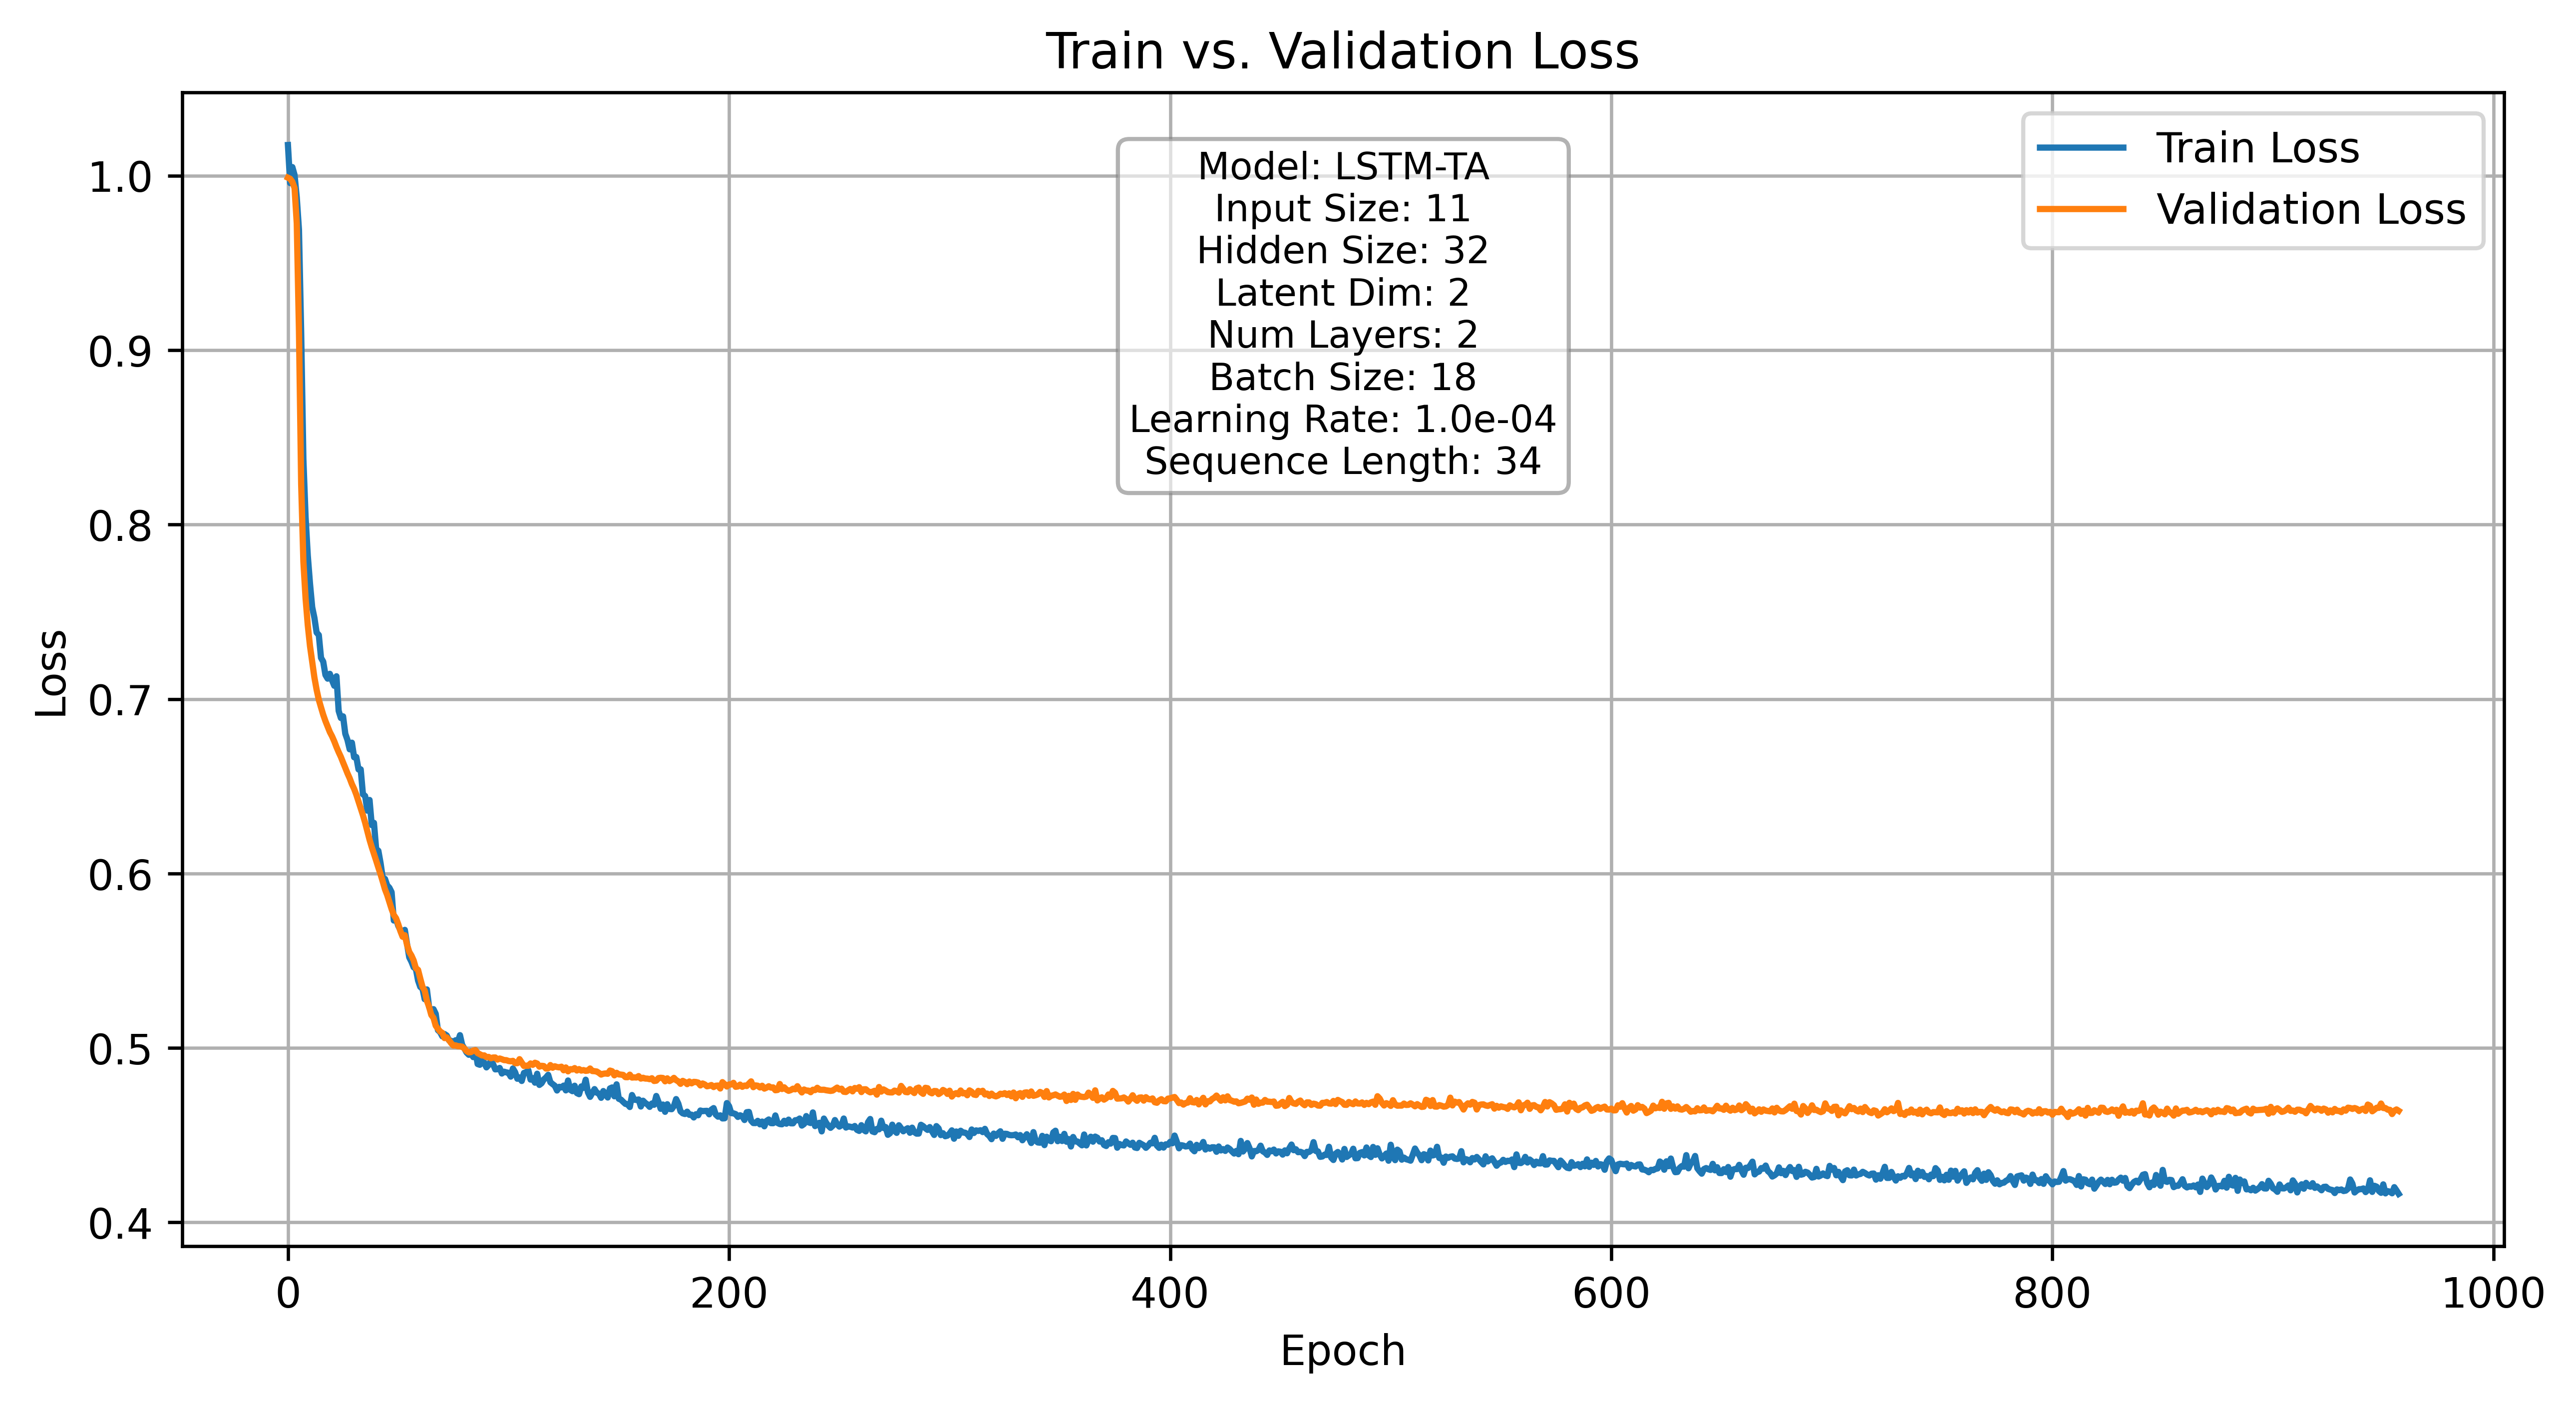 Train vs. Validation Loss
Train Loss
Validation Loss
Model: LSTM-TA
Input Size: 11
Hidden Size: 32
Latent Dim: 2
Num Layers: 2
Batch Size: 18
Learning Rate: 1.0e-04
Sequence Length: 34
Loss
1.0
0.9
0.8
0.7
0.6
0.5
0.4
0 200 400 600 800 1000
Epoch